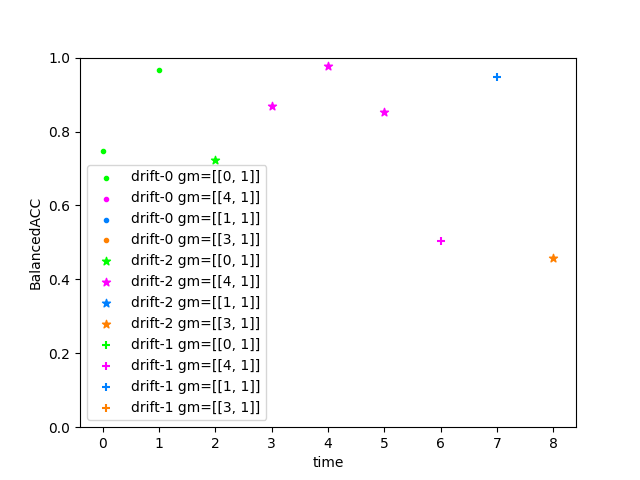 1.0
0.8
0.6
0.4
0.2
0.0
BalancedACC
drift-0 gm=[[0, 1]]
drift-0 gm=[[4, 1]]
drift-0 gm=[[1, 1]]
drift-0 gm=[[3, 1]]
drift-2 gm=[[0, 1]]
drift-2 gm=[[4, 1]]
drift-2 gm=[[1, 1]]
drift-2 gm=[[3, 1]]
drift-1 gm=[[0, 1]]
drift-1 gm=[[4, 1]]
drift-1 gm=[[1, 1]]
drift-1 gm=[[3, 1]]
0 1 2 3 4 5 6 7 8
time